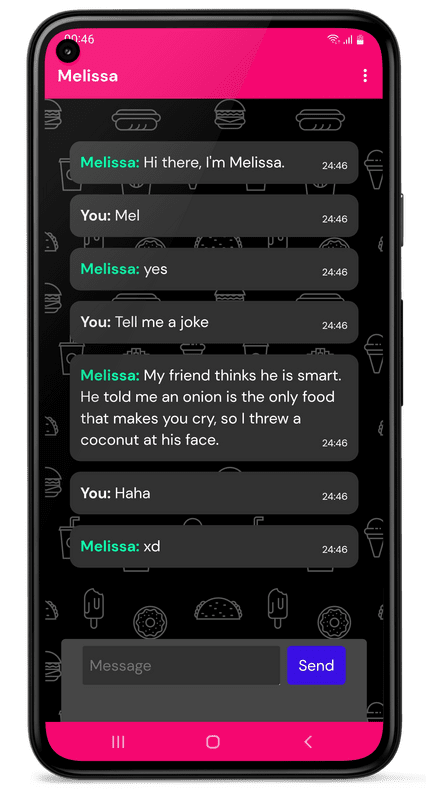 00:46
Melissa
Melissa: Hi there, I'm Melissa. 24:46
You: Mel 24:46
Melissa: yes 24:46
You: Tell me a joke 24:46
Melissa: My friend thinks he is smart.
He told me an onion is the only food
that makes you cry, so I threw a
coconut at his face. 24:46
You: Haha 24:46
Melissa: xd 24:46
Message Send